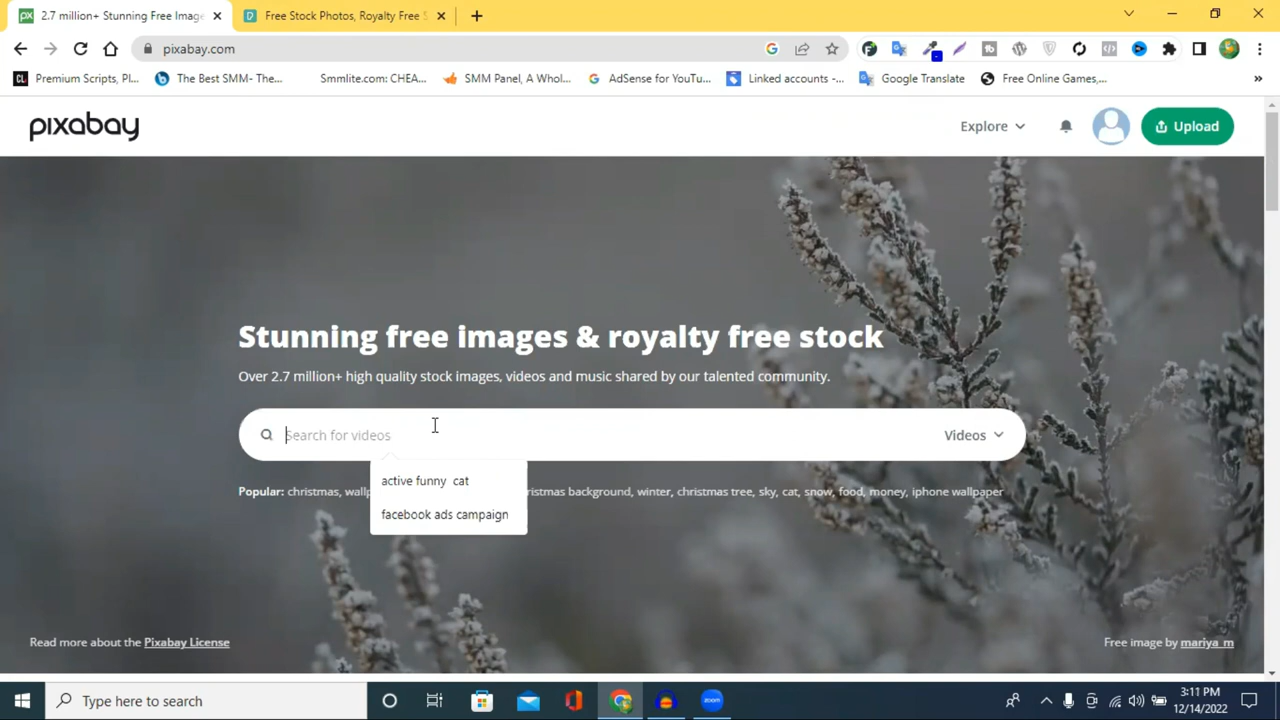 2.7 million+ Stunning Free Image
Free Stock Photos, Royalty Free S
pixabay.com
Premium Scripts, Pl...
The Best SMM- The...
Smmlite.com: CHEA...
SMM Panel, A Whol...
AdSense for YouTu...
Linked accounts -...
Google Translate
Free Online Games,...
pixabay
Explore
Upload
Stunning free images & royalty free stock
Over 2.7 million+ high quality stock images, videos and music shared by our talented community.
Search for videos
Videos
active funny cat
facebook ads campaign
Popular: christmas, wallp ristmas background, winter, christmas tree, sky, cat, snow, food, money, iphone wallpaper
Read more about the Pixabay License
Free image by mariya_m
Type here to search
zoom
3:11 PM
12/14/2022